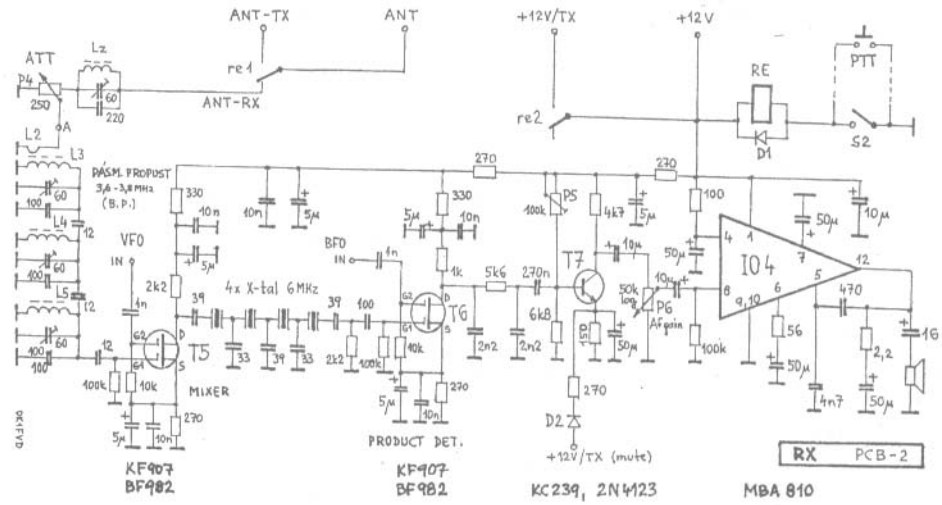 ANT-TX
ANT
+12V/TX
+12V
ATT
Lz
re1
RE
PTT
P4
250
60
220
ANT-RX
re2
D1
S2
A
L2
L3
PÁSM. PROPUST
3,6-3,8MHz
(B.P.)
60
100
12
L4
60
100
12
L5
60
100
12
VFO
IN
1n
330
10n
5µ
2k2
10n
5µ
39
4x X-tal 6MHz
33
39
33
39
100
2k2
100k
G2
D
G1
S
T5
MIXER
100k
10k
5µ
10n
270
BFO
IN
1n
5µ
330
10n
1k
G2
D
G1
S
T6
10k
5µ
10n
270
PRODUCT DET.
270
5k6
270n
2n2
2n2
6k8
P5
100k
4k7
5µ
270
T7
10µ
150
50µ
270
D2
+12V/TX (mute)
50k
log
P6
AF gain
10µ
100k
100
50µ
4
1
7
50µ
10µ
IO4
8
9,10
6
5
12
56
50µ
470
4n7
2,2
50µ
1G
OK1FVD
RX PCB-2
KF907
BF982
KF907
BF982
KC239, 2N4123
MBA 810